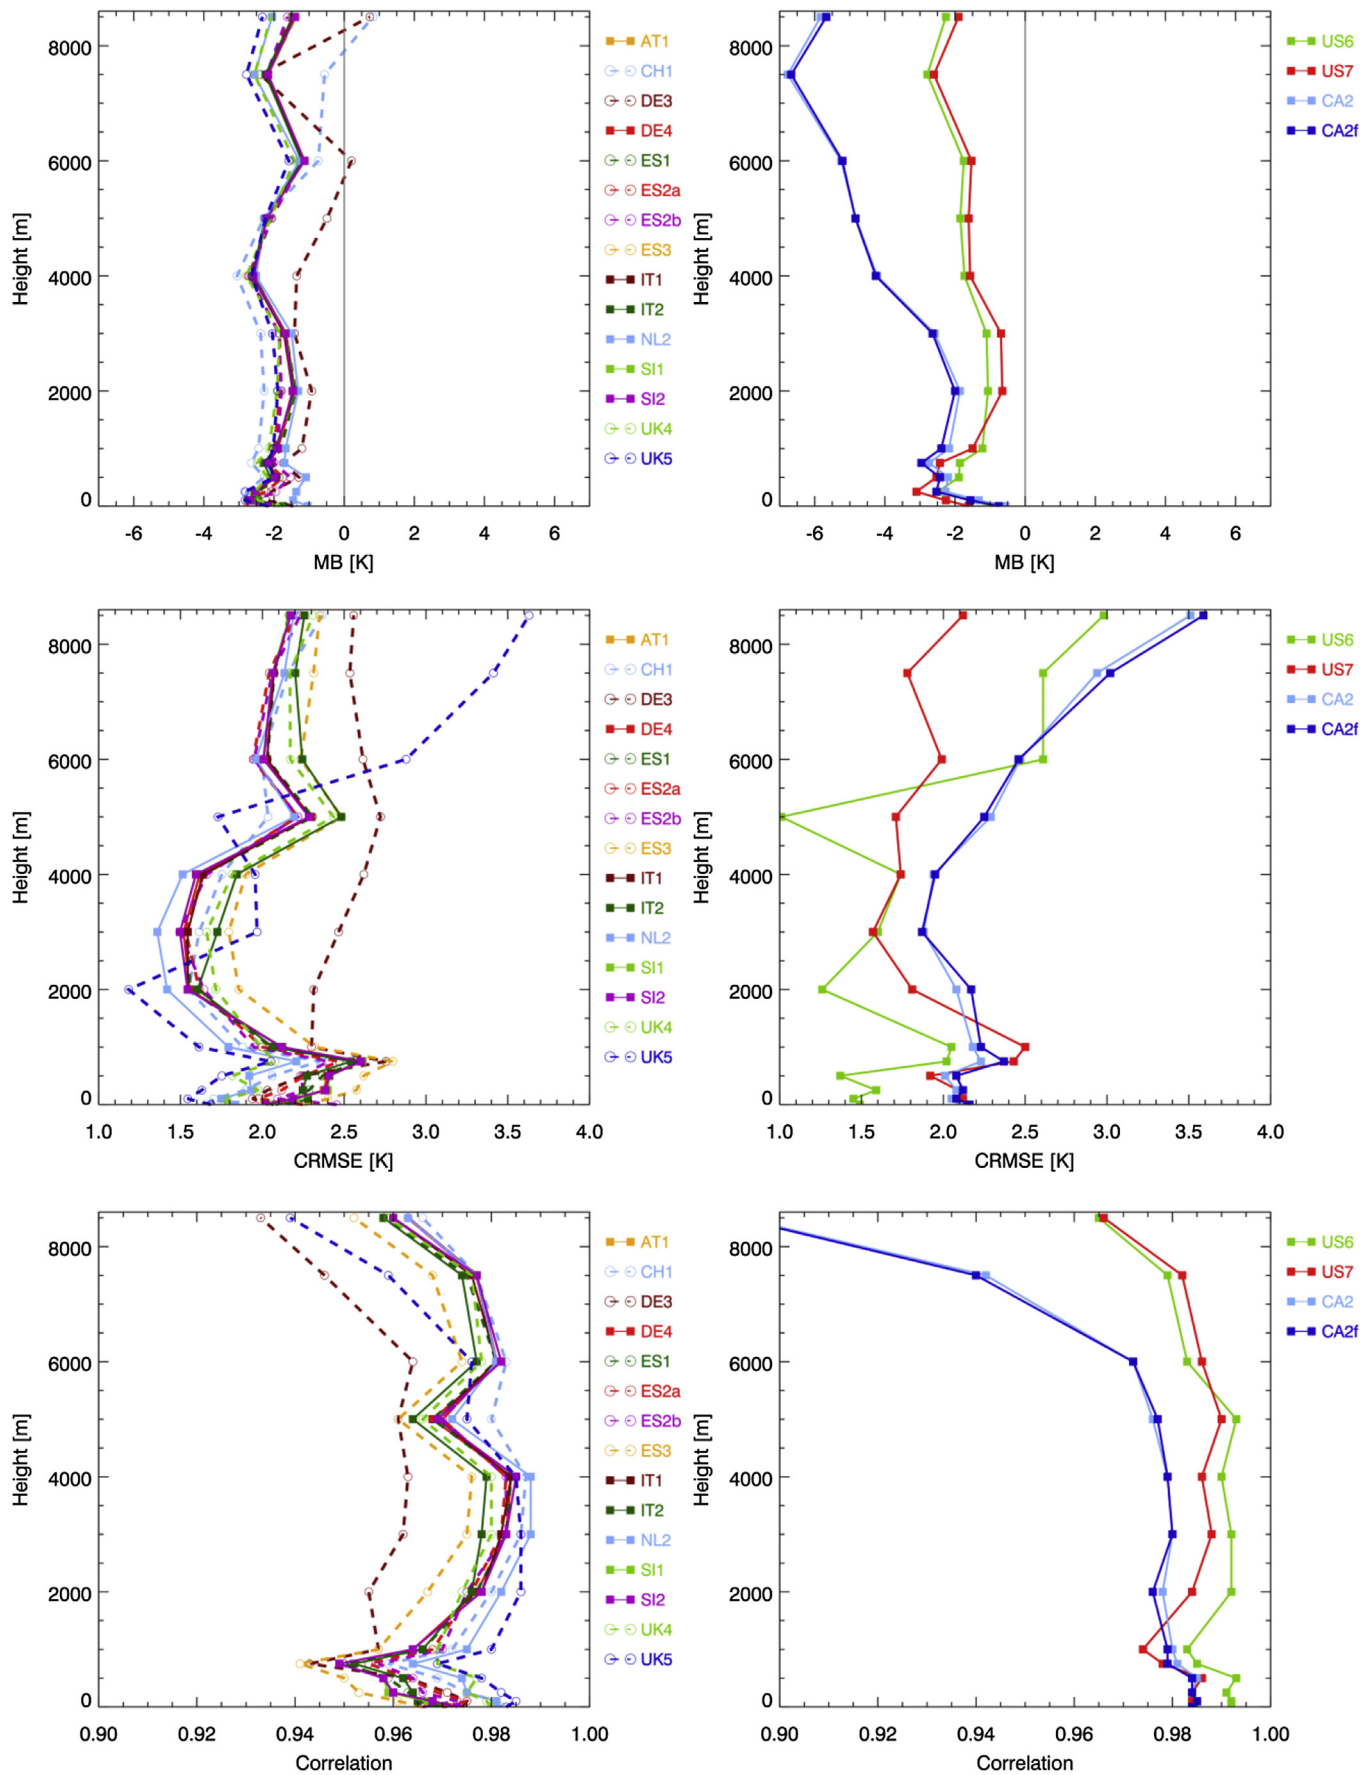 8000
6000
4000
2000
0
Height [m]
-6 -4 -2 0 2 4 6
MB [K]
AT1
CH1
DE3
DE4
ES1
ES2a
ES2b
ES3
IT1
IT2
NL2
SI1
SI2
UK4
UK5
8000
6000
4000
2000
0
Height [m]
-6 -4 -2 0 2 4 6
MB [K]
US6
US7
CA2
CA2f
8000
6000
4000
2000
0
Height [m]
1.0 1.5 2.0 2.5 3.0 3.5 4.0
CRMSE [K]
AT1
CH1
DE3
DE4
ES1
ES2a
ES2b
ES3
IT1
IT2
NL2
SI1
SI2
UK4
UK5
8000
6000
4000
2000
0
Height [m]
1.0 1.5 2.0 2.5 3.0 3.5 4.0
CRMSE [K]
US6
US7
CA2
CA2f
8000
6000
4000
2000
0
Height [m]
0.90 0.92 0.94 0.96 0.98 1.00
Correlation
AT1
CH1
DE3
DE4
ES1
ES2a
ES2b
ES3
IT1
IT2
NL2
SI1
SI2
UK4
UK5
8000
6000
4000
2000
0
Height [m]
0.90 0.92 0.94 0.96 0.98 1.00
Correlation
US6
US7
CA2
CA2f